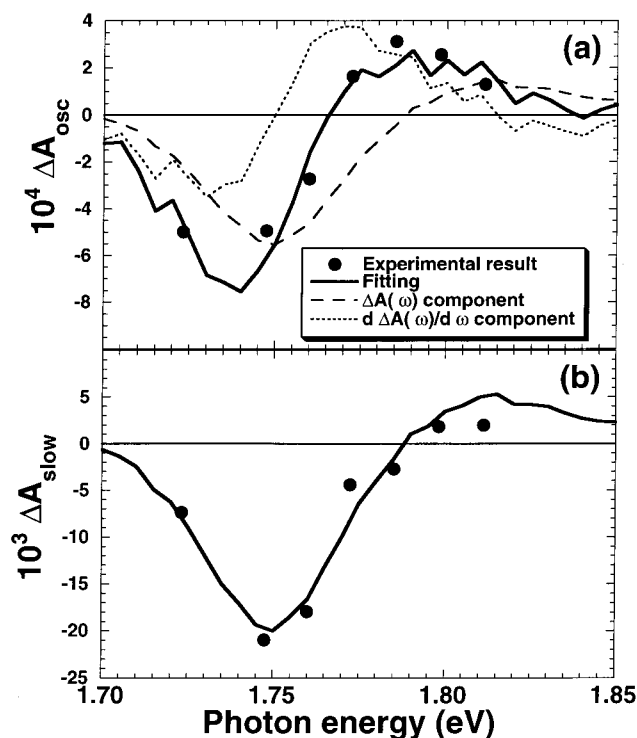 4
2
0
-2
-4
-6
-8
10⁴ ΔA_osc
(a)
Experimental result
Fitting
ΔA( ω) component
d ΔA( ω)/d ω component
5
0
-5
-10
-15
-20
-25
10³ ΔA_slow
(b)
1.70 1.75 1.80 1.85
Photon energy (eV)